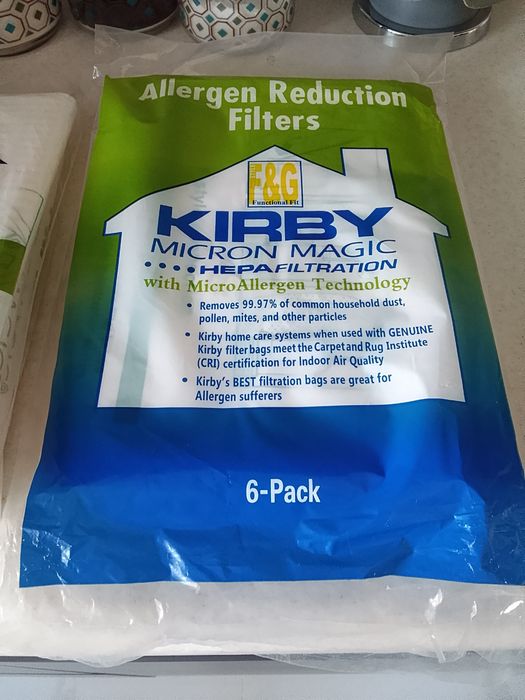 Allergen Reduction
Filters
F&G
Functional Fit
KIRBY
MICRON MAGIC
••••HEPAFILTRATION
with MicroAllergen Technology
• Removes 99.97% of common household dust,
pollen, mites, and other particles
• Kirby home care systems when used with GENUINE
Kirby filter bags meet the Carpet and Rug Institute
(CRI) certification for Indoor Air Quality
• Kirby's BEST filtration bags are great for
Allergen sufferers
6-Pack